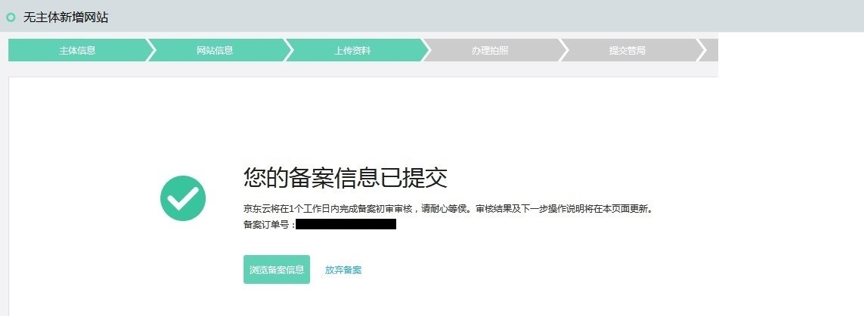 无主体新增网站
主体信息
网站信息
上传资料
办理拍照
提交管局
您的备案信息已提交
京东云将在1个工作日内完成备案初审审核，请耐心等侯。审核结果及下一步操作说明将在本页面更新。
备案订单号：
浏览备案信息
放弃备案